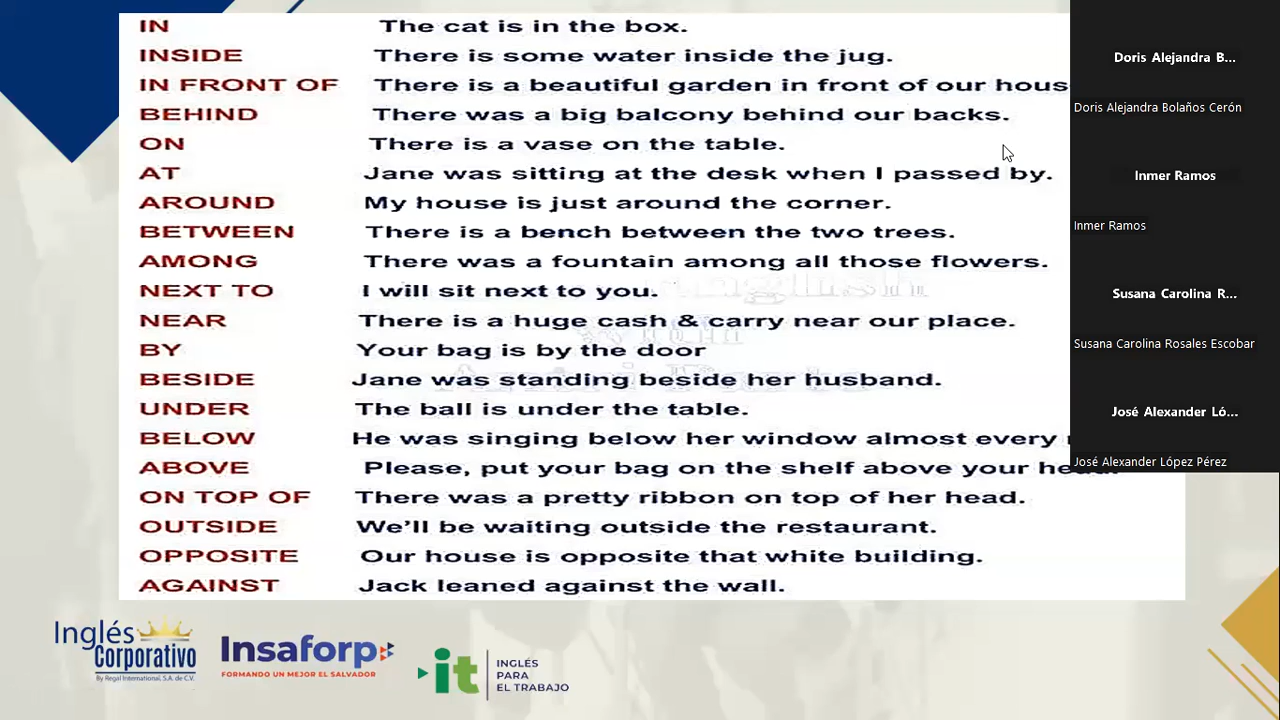 IN The cat is in the box.
INSIDE There is some water inside the jug.
IN FRONT OF There is a beautiful garden in front of our hous
BEHIND There was a big balcony behind our backs.
ON There is a vase on the table.
AT Jane was sitting at the desk when I passed by.
AROUND My house is just around the corner.
BETWEEN There is a bench between the two trees.
AMONG There was a fountain among all those flowers.
NEXT TO I will sit next to you.
NEAR There is a huge cash & carry near our place.
BY Your bag is by the door
BESIDE Jane was standing beside her husband.
UNDER The ball is under the table.
BELOW He was singing below her window almost every
ABOVE Please, put your bag on the shelf above your
ON TOP OF There was a pretty ribbon on top of her head.
OUTSIDE We'll be waiting outside the restaurant.
OPPOSITE Our house is opposite that white building.
AGAINST Jack leaned against the wall.
Doris Alejandra B...
Doris Alejandra Bolaños Cerón
Inmer Ramos
Inmer Ramos
Susana Carolina R...
Susana Carolina Rosales Escobar
José Alexander Ló...
José Alexander López Pérez
Inglés
Corporativo
By Regal International, S.A. de C.V.
Insaforp
FORMANDO UN MEJOR EL SALVADOR
it
INGLÉS
PARA
EL TRABAJO